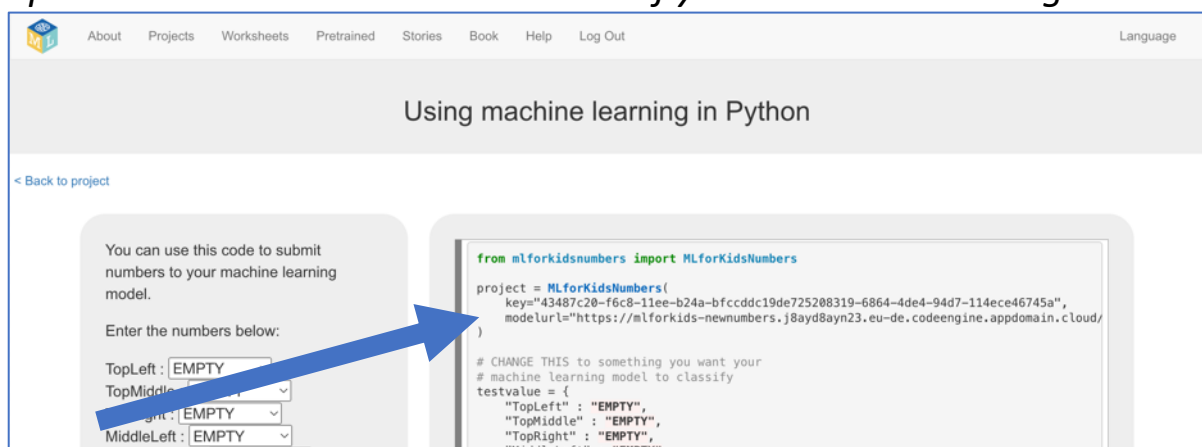 About Projects Worksheets Pretrained Stories Book Help Log Out Language
Using machine learning in Python
< Back to project
You can use this code to submit
numbers to your machine learning
model.
Enter the numbers below:
TopLeft : EMPTY
EMPTY
: EMPTY
MiddleLeft : EMPTY
from mlforkidsnumbers import MLforKidsNumbers
project = MLforKidsNumbers(
key="43487c20-f6c8-11ee-b24a-bfccddc19de725208319-6864-4de4-94d7-114ece46745a",
modelurl="https://mlforkids-newnumbers.j8ayd8ayn23.eu-de.codeengine.appdomain.cloud/
)
# CHANGE THIS to something you want your
# machine learning model to classify
testvalue = {
"TopLeft" : "EMPTY",
"TopMiddle" : "EMPTY",
"TopRight" : "EMPTY",